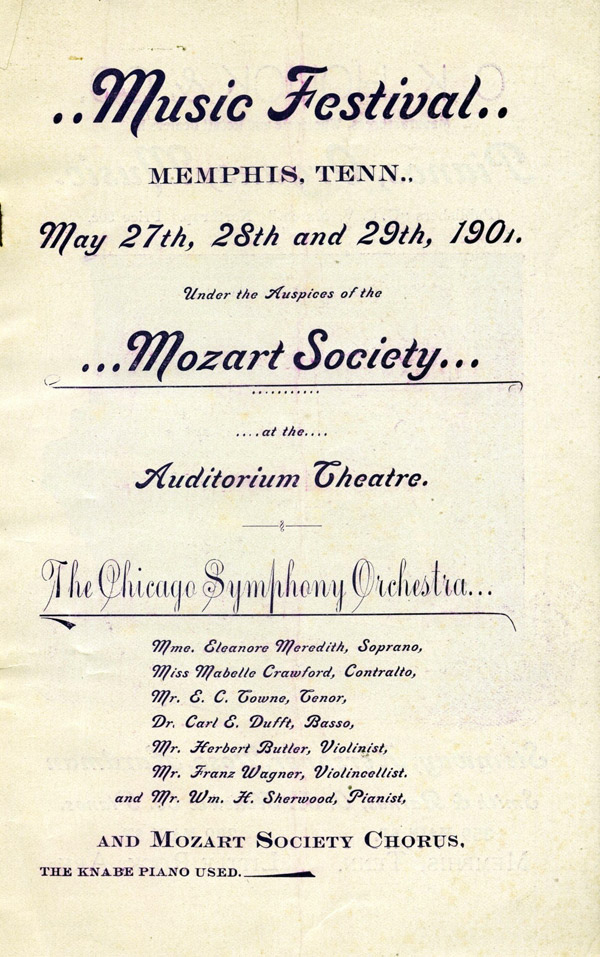 ..Music Festival..
MEMPHIS, TENN.,
May 27th, 28th and 29th, 1901.
Under the Auspices of the
...Mozart Society...
....at the....
Auditorium Theatre.
The Chicago Symphony Orchestra...
Mme. Eleanore Meredith, Soprano,
Miss Mabelle Crawford, Contralto,
Mr. E. C. Towne, Tenor,
Dr. Carl E. Dufft, Basso,
Mr. Herbert Butler, Violinist,
Mr. Franz Wagner, Violincellist.
and Mr. Wm. H. Sherwood, Pianist,
AND MOZART SOCIETY CHORUS,
THE KNABE PIANO USED.